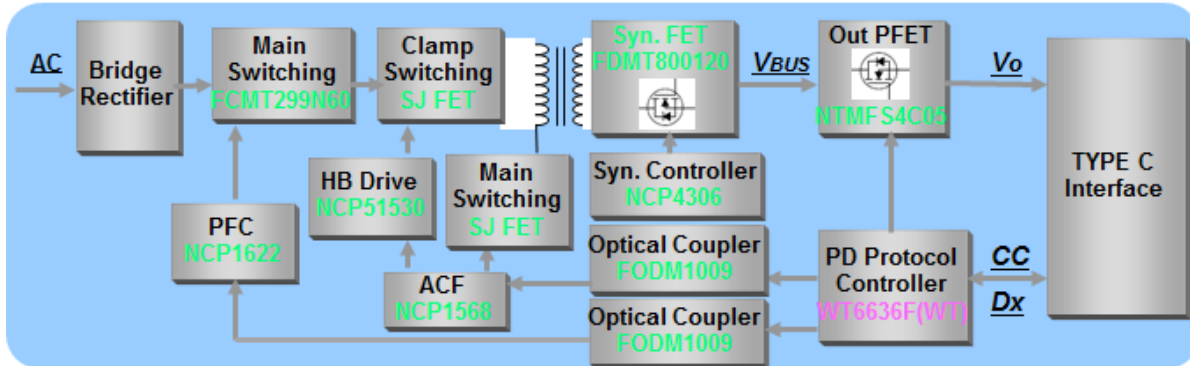 AC
Bridge
Rectifier
Main
Switching
FCMT299N60
Clamp
Switching
SJ FET
Syn. FET
FDMT800120
VBUS
Out PFET
NTMFS4C05
Vo
TYPE C
Interface
PFC
NCP1622
HB Drive
NCP51530
Main
Switching
SJ FET
Syn. Controller
NCP4306
ACF
NCP1568
Optical Coupler
FODM1009
Optical Coupler
FODM1009
PD Protocol
Controller
WT6636F(WT)
CC
Dx